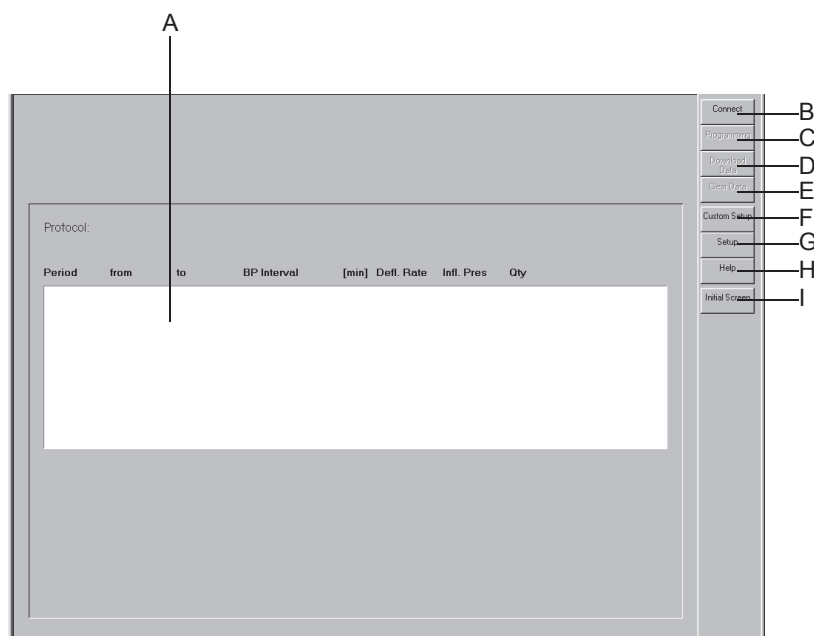 A
Connect
B
Programming
C
Download
Data
D
Clear Data
E
Custom Setup
F
Setup
G
Help
H
Initial Screen
I
Protocol:
Period from to BP Interval [min] Defl. Rate Infl. Pres Qty